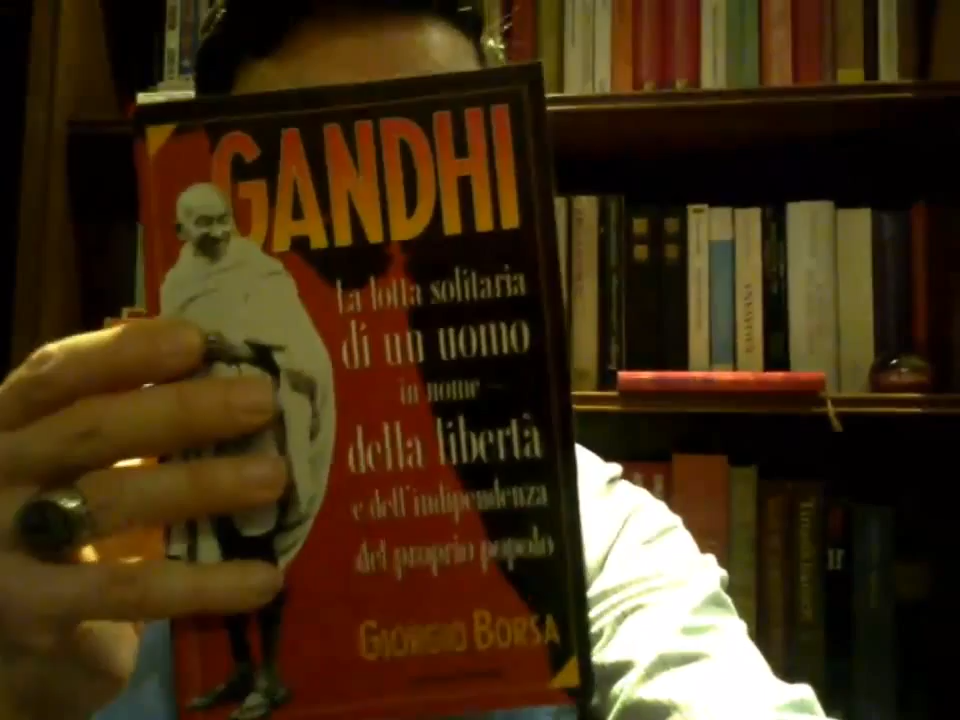 GANDHI
La lotta solitaria
di un uomo
in nome
della libertà
e dell'indipendenza
del proprio popolo
GIORGIO BORSA